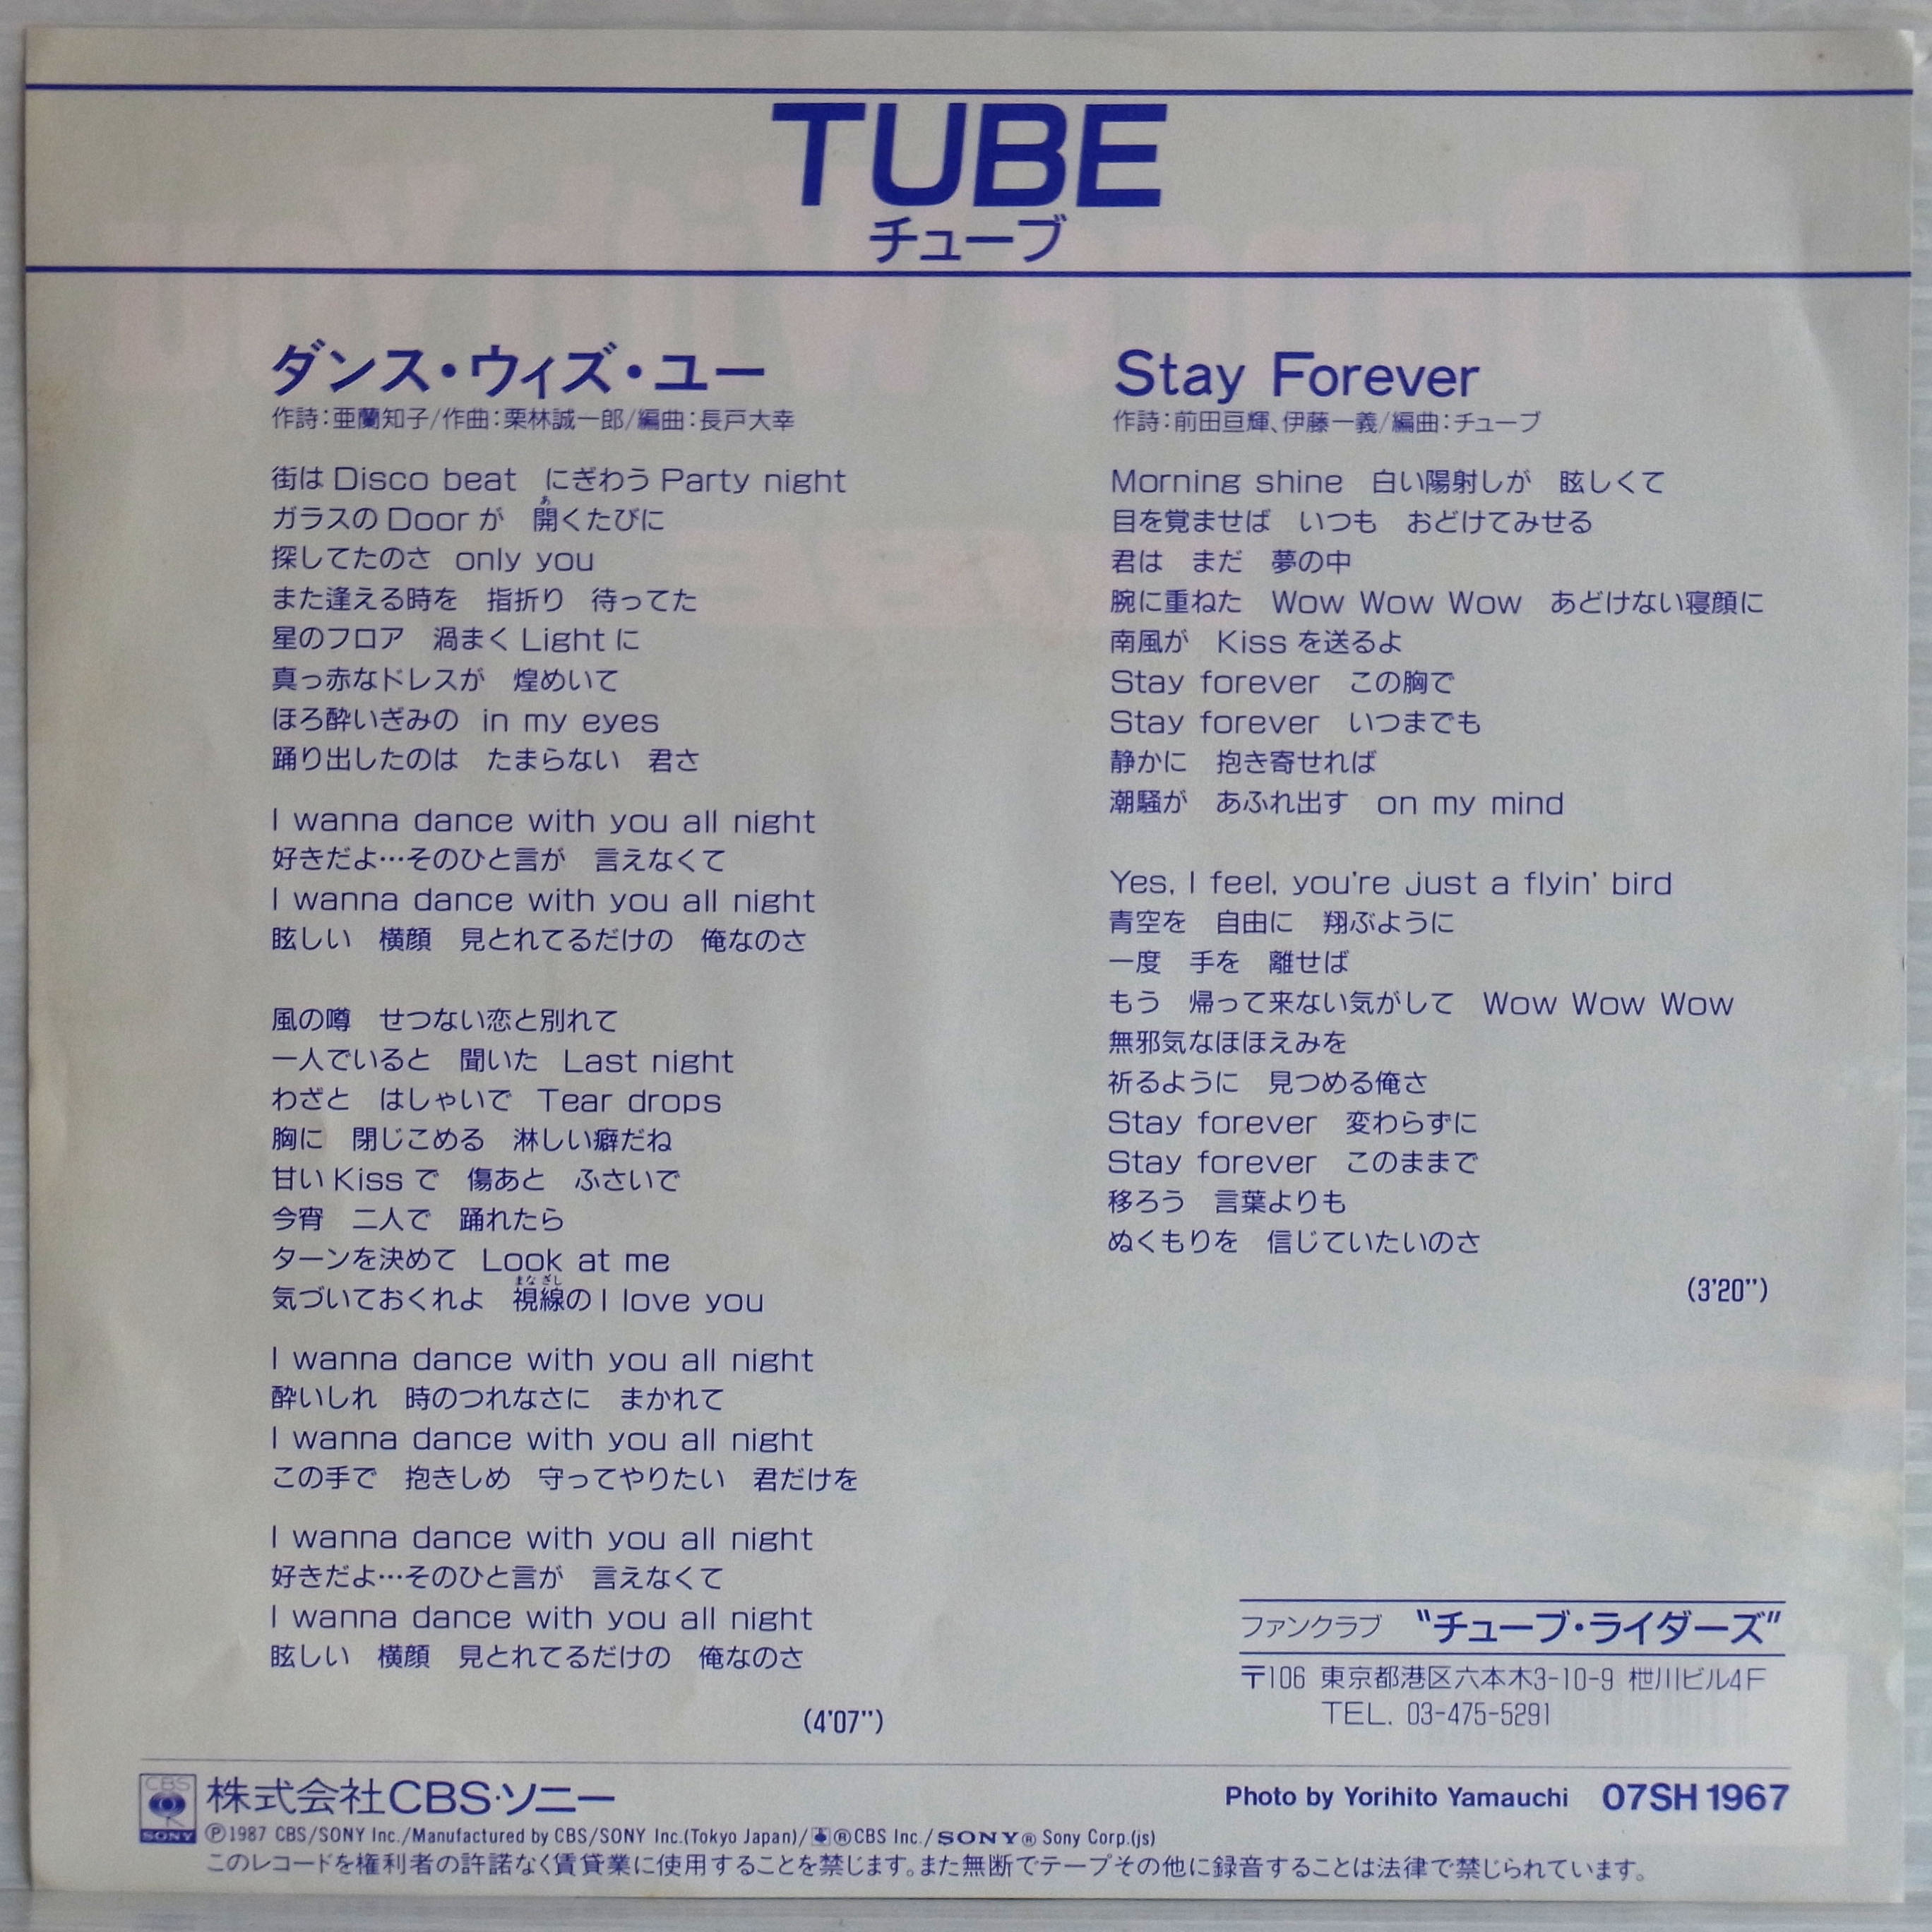 TUBE
チューブ
ダンス・ウィズ・ユー
作詩：亜蘭知子/作曲：栗林誠一郎/編曲：長戸大幸
街は Disco beat　にぎわう Party night
あ
ガラスの Door が　開くたびに
探してたのさ　only you
また逢える時を　指折り　待ってた
星のフロア　渦まく Light に
真っ赤なドレスが　煌めいて
ほろ酔いぎみの　in my eyes
踊り出したのは　たまらない　君さ
I wanna dance with you all night
好きだよ…そのひと言が　言えなくて
I wanna dance with you all night
眩しい　横顔　見とれてるだけの　俺なのさ
風の噂　せつない恋と別れて
一人でいると　聞いた　Last night
わざと　はしゃいで　Tear drops
胸に　閉じこめる　淋しい癖だね
甘い Kiss で　傷あと　ふさいで
今宵　二人で　踊れたら
ターンを決めて　Look at me
まなざし
気づいておくれよ　視線の I love you
I wanna dance with you all night
酔いしれ　時のつれなさに　まかれて
I wanna dance with you all night
この手で　抱きしめ　守ってやりたい　君だけを
I wanna dance with you all night
好きだよ…そのひと言が　言えなくて
I wanna dance with you all night
眩しい　横顔　見とれてるだけの　俺なのさ
(4'07")
Stay Forever
作詩：前田亘輝、伊藤一義/編曲：チューブ
Morning shine　白い陽射しが　眩しくて
目を覚ませば　いつも　おどけてみせる
君は　まだ　夢の中
腕に重ねた　Wow Wow Wow　あどけない寝顔に
南風が　Kiss を送るよ
Stay forever　この胸で
Stay forever　いつまでも
静かに　抱き寄せれば
潮騒が　あふれ出す　on my mind
Yes, I feel, you're just a flyin' bird
青空を　自由に　翔ぶように
一度　手を　離せば
もう　帰って来ない気がして　Wow Wow Wow
無邪気なほほえみを
祈るように　見つめる俺さ
Stay forever　変わらずに
Stay forever　このままで
移ろう　言葉よりも
ぬくもりを　信じていたいのさ
(3'20")
ファンクラブ　"チューブ・ライダーズ"
〒106 東京都港区六本木3-10-9 枻川ビル4F
TEL. 03-475-5291
CBS
SONY
株式会社CBS・ソニー
Photo by Yorihito Yamauchi　07SH 1967
Ⓟ1987 CBS/SONY Inc./Manufactured by CBS/SONY Inc.(Tokyo Japan)/®CBS Inc./SONY® Sony Corp.(js)
このレコードを権利者の許諾なく賃貸業に使用することを禁じます。また無断でテープその他に録音することは法律で禁じられています。